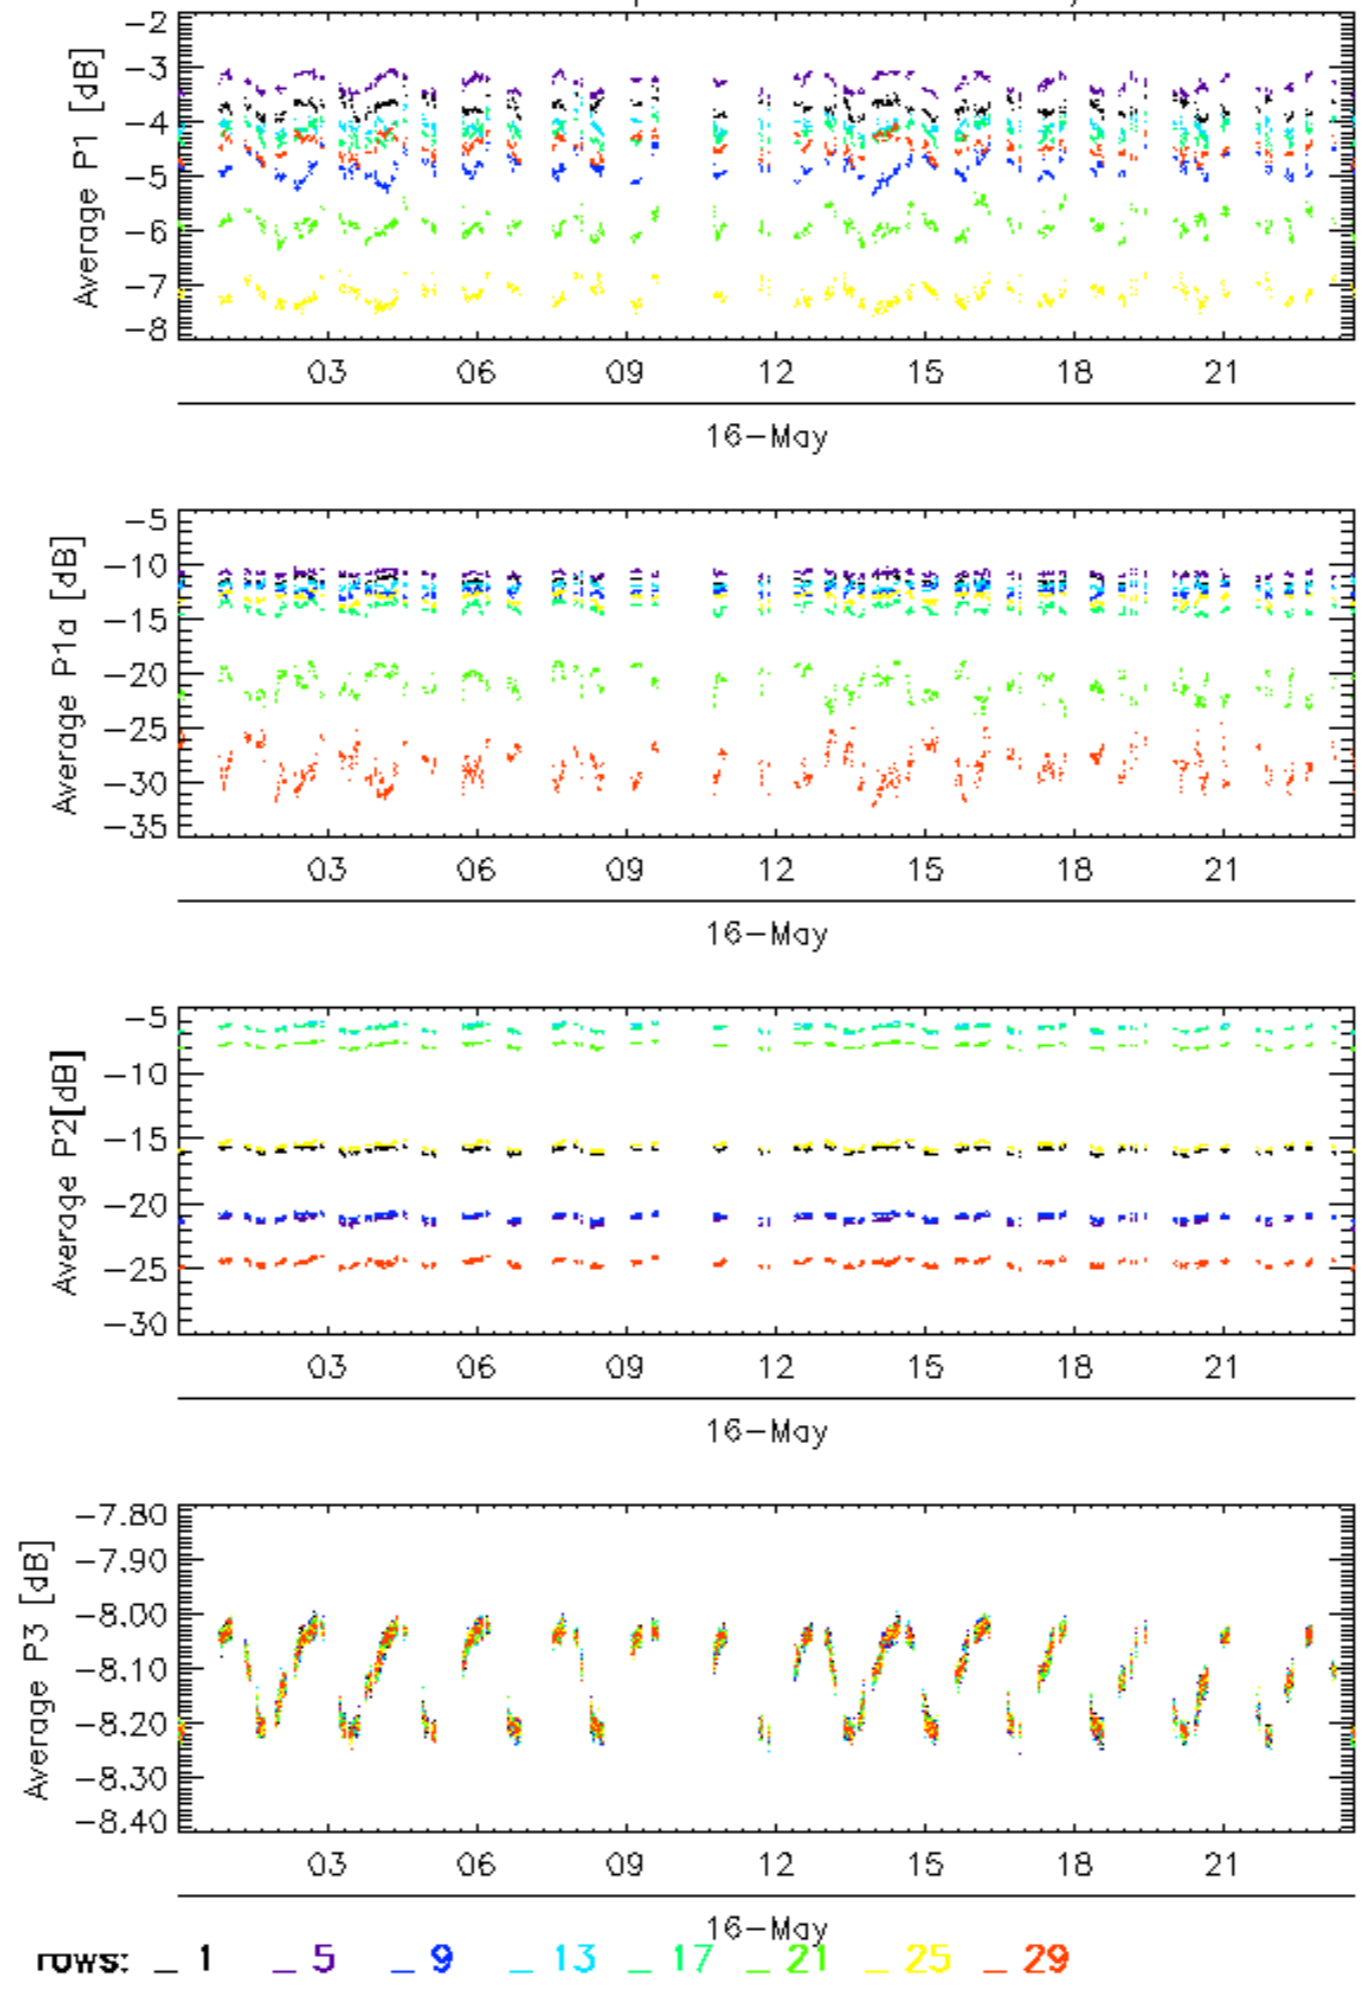 Average P1 [dB]
-2
-3
-4
-5
-6
-7
-8
03 06 09 12 15 18 21
16-May
Average P1a [dB]
-5
-10
-15
-20
-25
-30
-35
03 06 09 12 15 18 21
16-May
Average P2[dB]
-5
-10
-15
-20
-25
-30
03 06 09 12 15 18 21
16-May
Average P3 [dB]
-7.80
-7.90
-8.00
-8.10
-8.20
-8.30
-8.40
03 06 09 12 15 18 21
16-May
rows: _ 1 _ 5 _ 9 _ 13 _ 17 _ 21 _ 25 _ 29